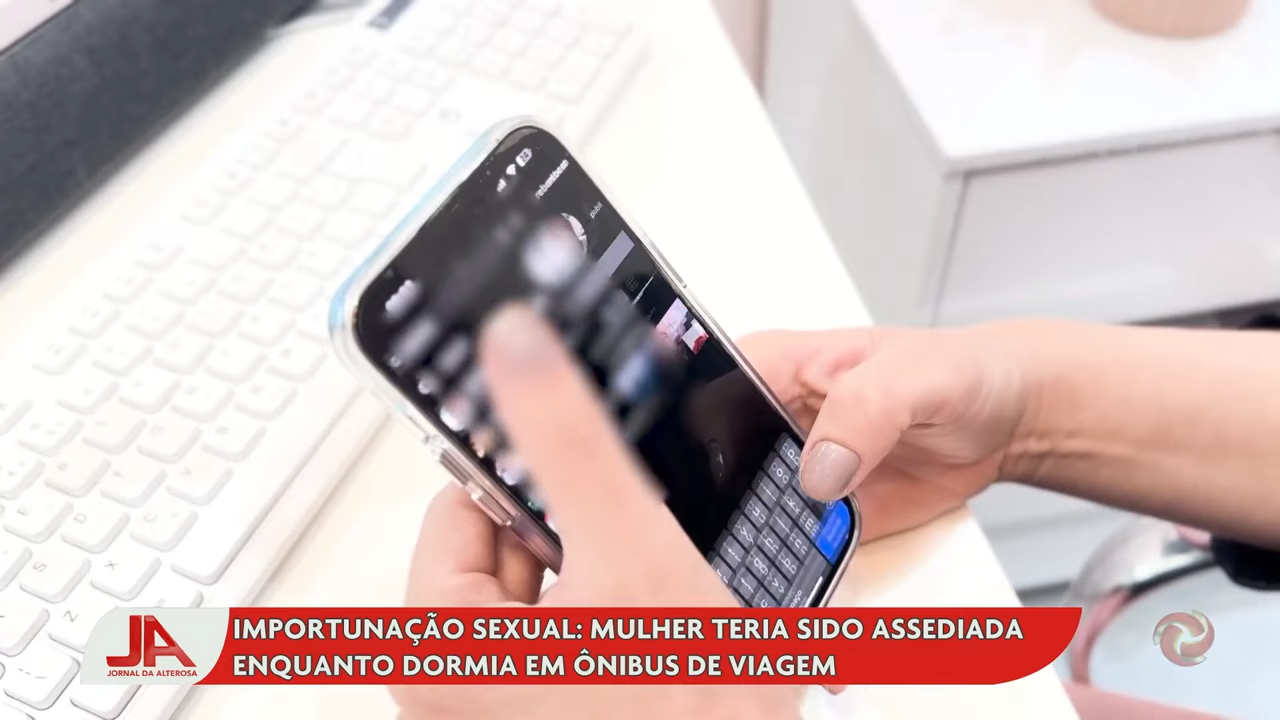 IMPORTUNAÇÃO SEXUAL: MULHER TERIA SIDO ASSEDIADA
ENQUANTO DORMIA EM ÔNIBUS DE VIAGEM
JA
JORNAL DA ALTEROSA